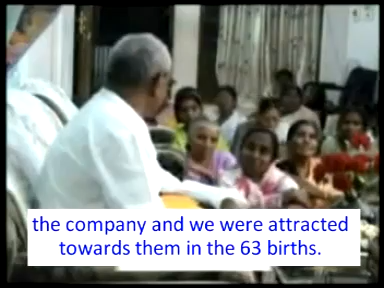 the company and we were attracted
towards them in the 63 births.